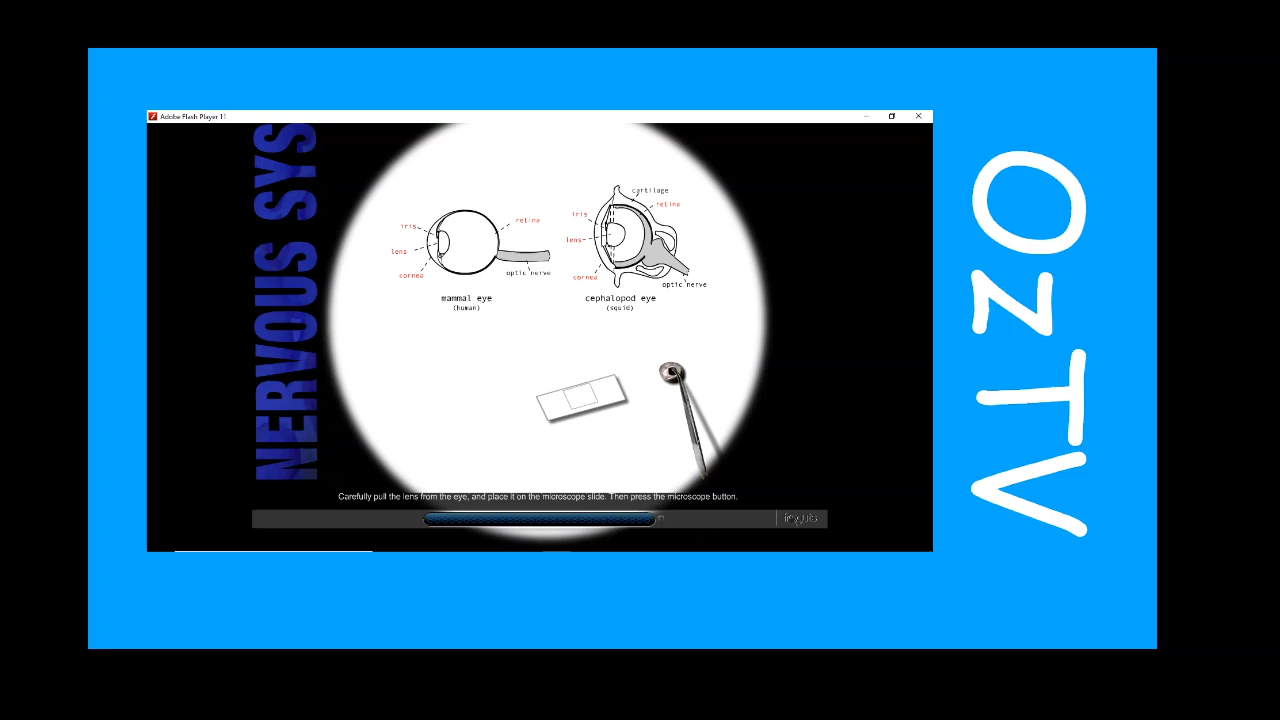 Adobe Flash Player 11
NERVOUS SYS
OzTV
cartilage
retina
iris
lens
cornea
optic nerve
mammal eye
(human)
iris
retina
lens
cornea
optic nerve
cephalopod eye
(squid)
Carefully pull the lens from the eye, and place it on the microscope slide. Then press the microscope button.